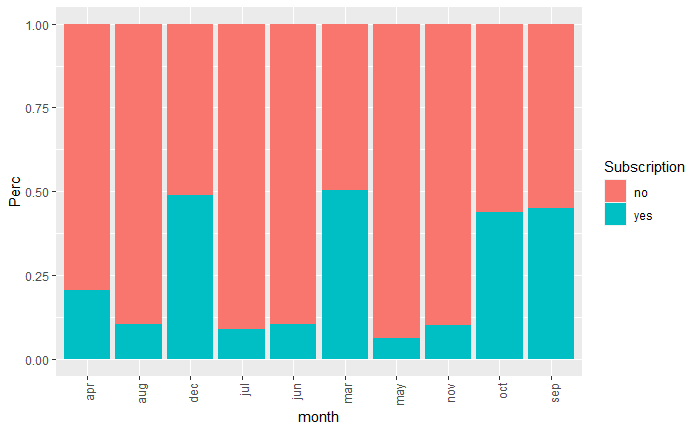 1.00
0.75
0.50
0.25
0.00
Perc
apr aug dec jul jun mar may nov oct sep
month
Subscription
no
yes